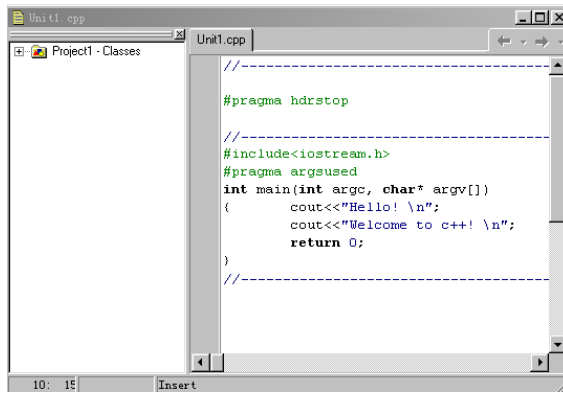 Unit1.cpp
Project1 - Classes
Unit1.cpp
//-----------------------------------
#pragma hdrstop
//-----------------------------------
#include<iostream.h>
#pragma argsused
int main(int argc, char* argv[])
{ cout<<"Hello! \n";
cout<<"Welcome to c++! \n";
return 0;
}
//-----------------------------------
10: 15 Insert